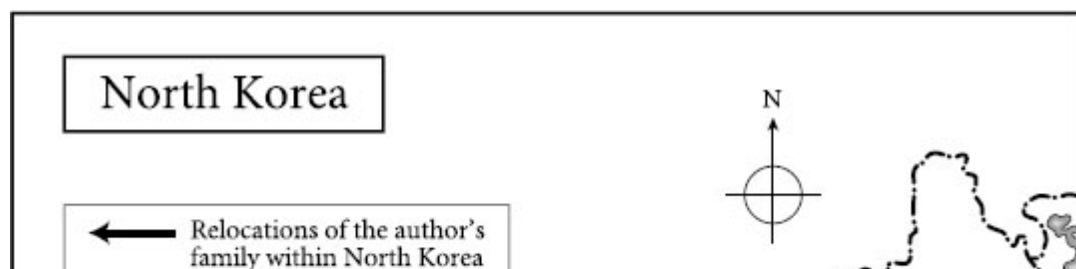 North Korea
N
Relocations of the author's
family within North Korea